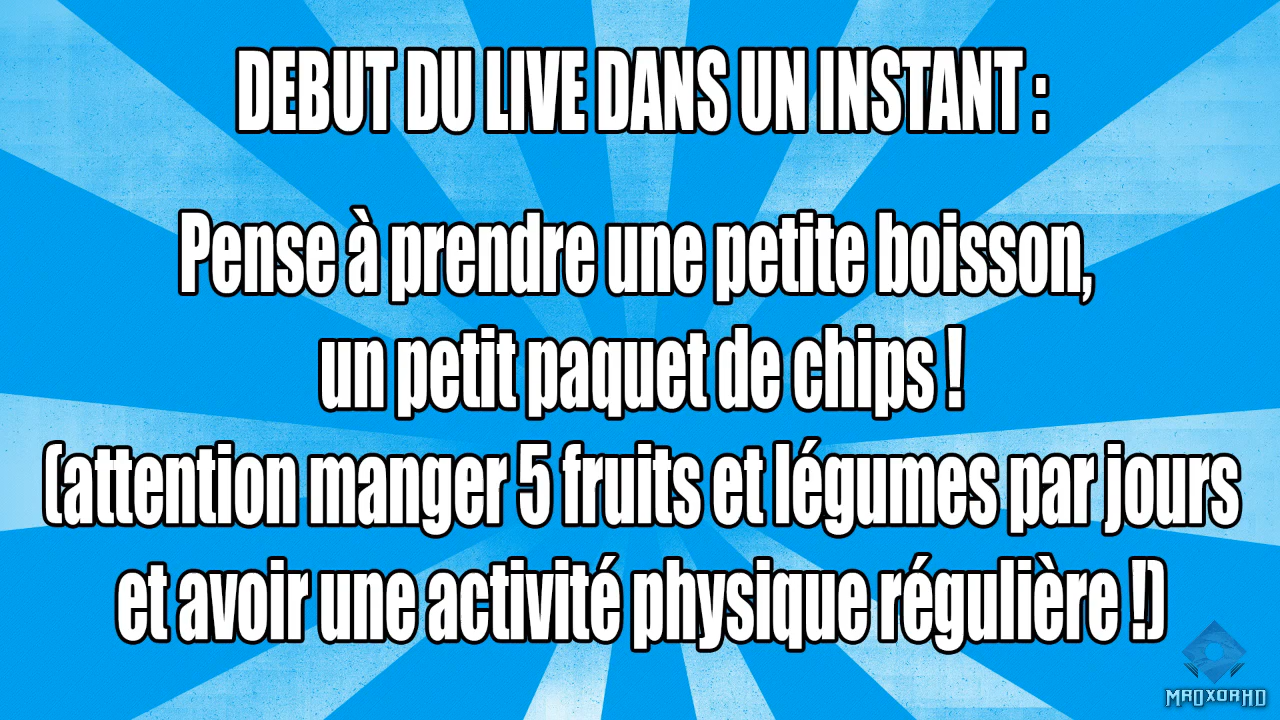 DEBUT DU LIVE DANS UN INSTANT :
Pense à prendre une petite boisson,
un petit paquet de chips !
(attention manger 5 fruits et légumes par jours
et avoir une activité physique régulière !)